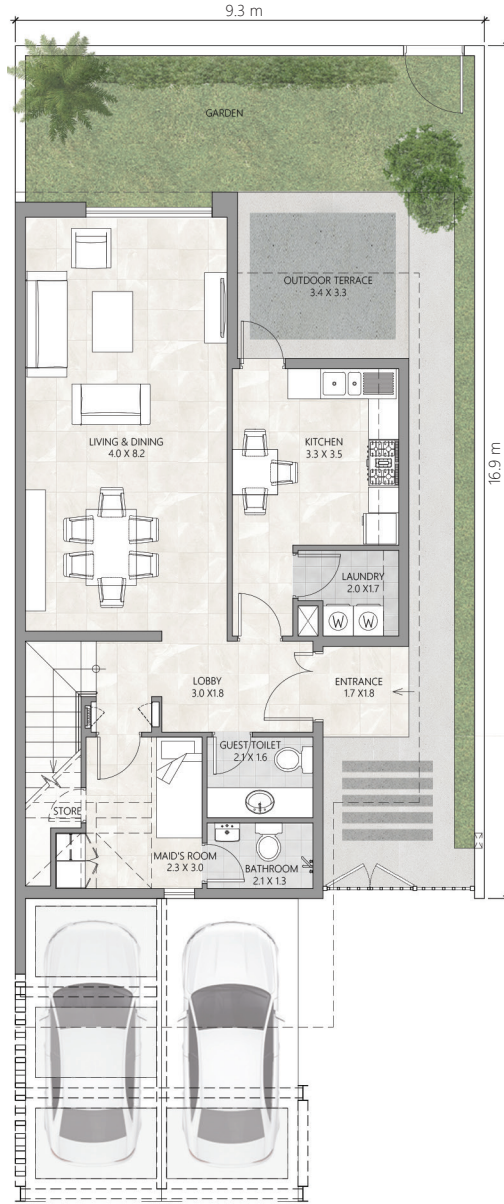 9.3 m
GARDEN
OUTDOOR TERRACE
3.4 X 3.3
LIVING & DINING
4.0 X 8.2
KITCHEN
3.3 X 3.5
16.9 m
LAUNDRY
2.0 X1.7
W
W
LOBBY
3.0 X1.8
ENTRANCE
1.7 X1.8
GUEST TOILET
2.1 X 1.6
STORE
MAID'S ROOM
2.3 X 3.0
BATHROOM
2.1 X 1.3